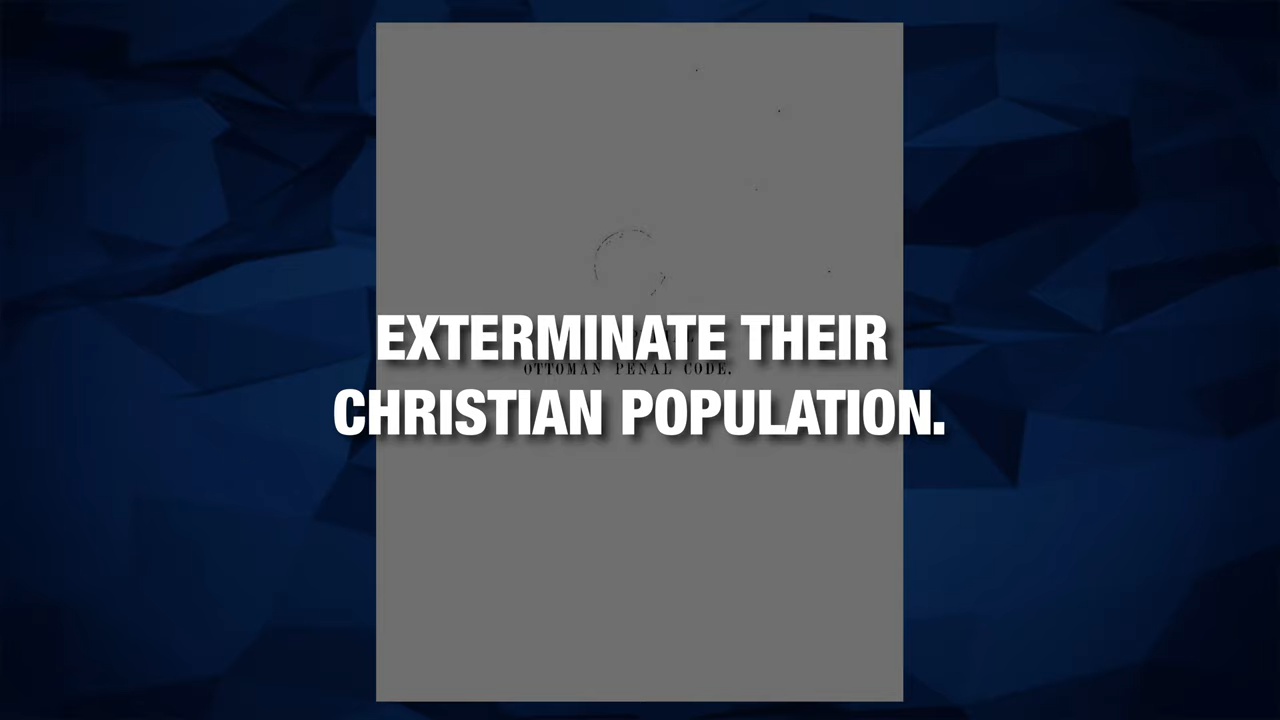 EXTERMINATE THEIR
OTTOMAN PENAL CODE.
CHRISTIAN POPULATION.